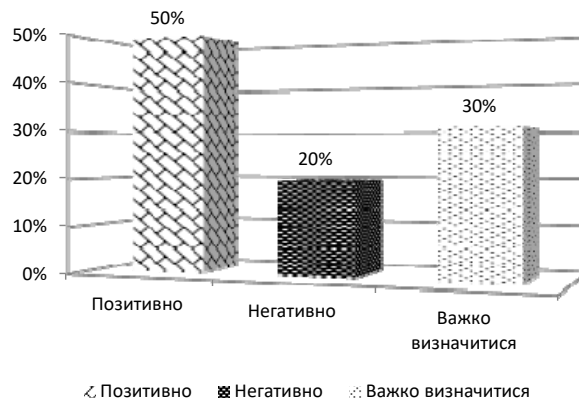 50%
50%
40%
30%
30%
20%
20%
10%
0%
Позитивно
Негативно
Важко
визначитися
Позитивно Негативно Важко визначитися